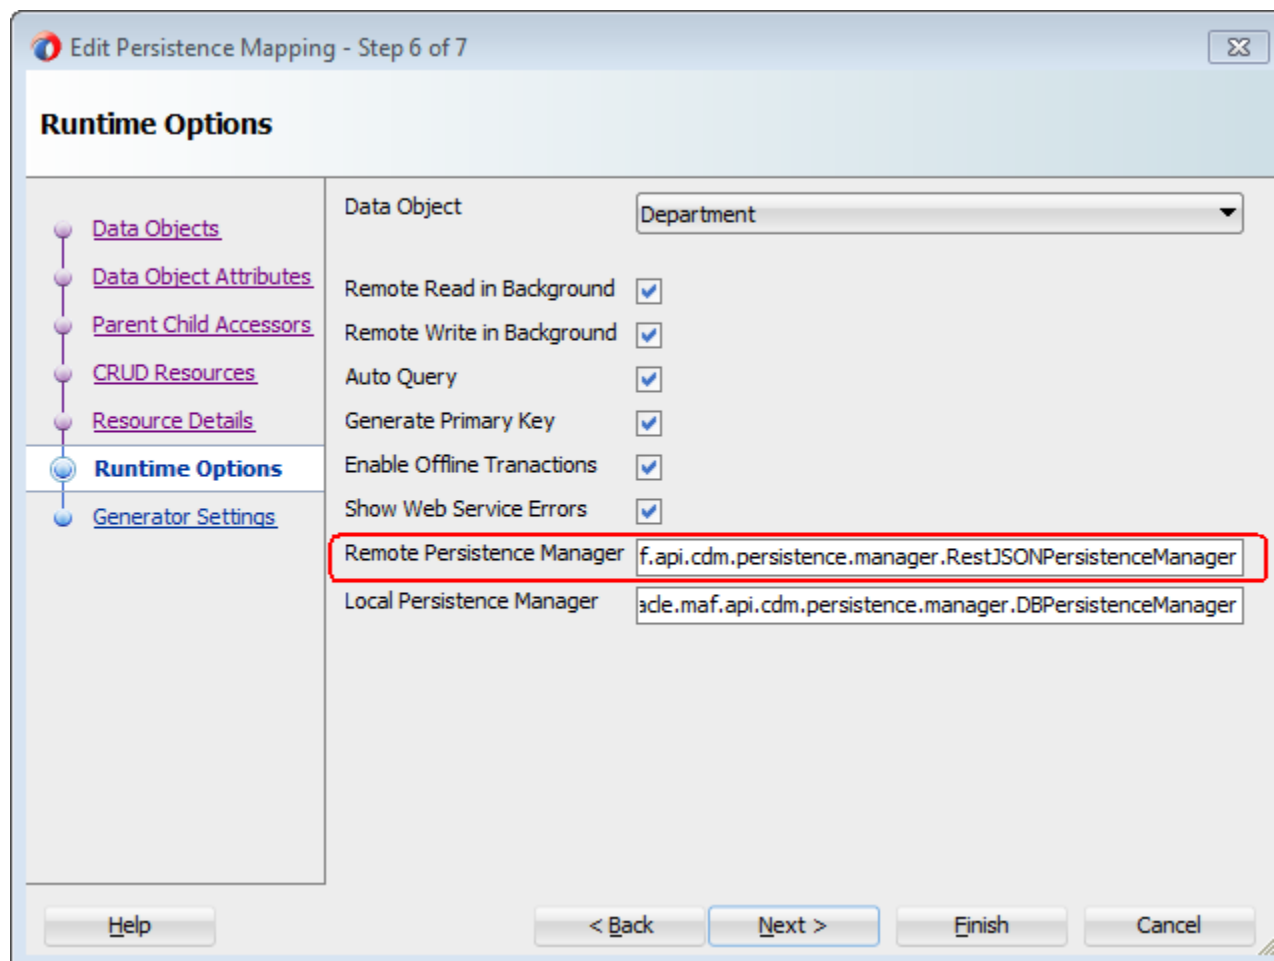 Edit Persistence Mapping - Step 6 of 7
Runtime Options
Data Objects
Data Object Attributes
Parent Child Accessors
CRUD Resources
Resource Details
Runtime Options
Generator Settings
Data Object
Department
Remote Read in Background
Remote Write in Background
Auto Query
Generate Primary Key
Enable Offline Tranactions
Show Web Service Errors
Remote Persistence Manager f.api.cdm.persistence.manager.RestJSONPersistenceManager
Local Persistence Manager acle.maf.api.cdm.persistence.manager.DBPersistenceManager
Help < Back Next > Finish Cancel